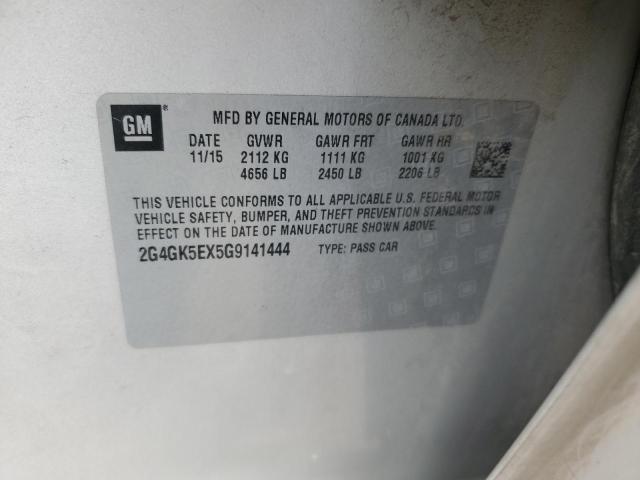 GM ®
MFD BY GENERAL MOTORS OF CANADA LTD.
DATE GVWR GAWR FRT GAWR RR
11/15 2112 KG 1111 KG 1001 KG
4656 LB 2450 LB 2206 LB
THIS VEHICLE CONFORMS TO ALL APPLICABLE U.S. FEDERAL MOTOR
VEHICLE SAFETY, BUMPER, AND THEFT PREVENTION STANDARDS IN
EFFECT ON THE DATE OF MANUFACTURE SHOWN ABOVE.
2G4GK5EX5G9141444 TYPE: PASS CAR